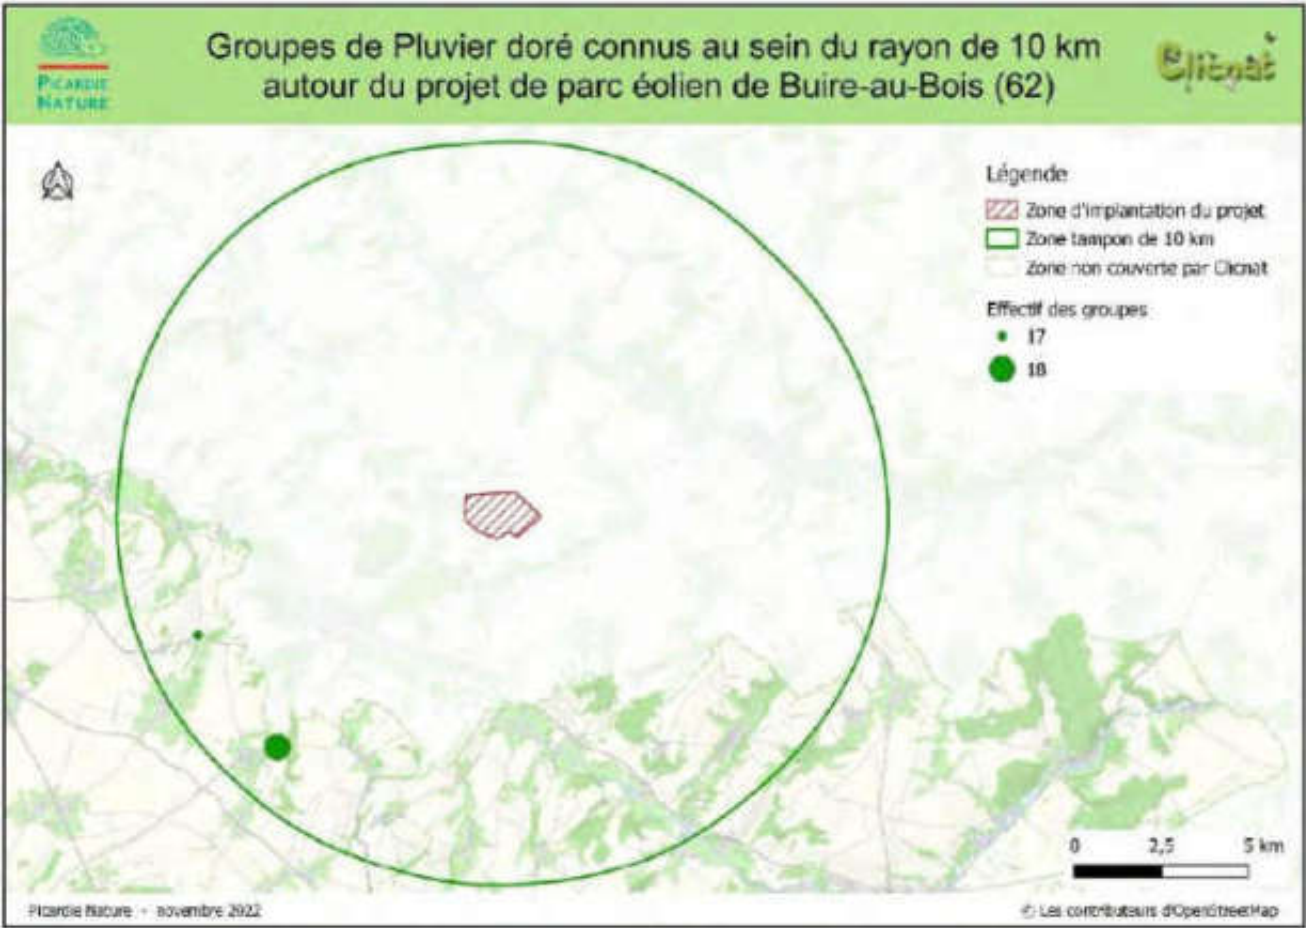 Groupes de Pluvier doré connus au sein du rayon de 10 km
autour du projet de parc éolien de Buire-au-Bois (62)
PICARDIE
NATURE
Clicnat
Légende
Zone d'implantation du projet
Zone tampon de 10 km
Zone non couverte par Clicnat
Effectif des groupes
17
18
0 2,5 5 km
Picardie Nature - novembre 2022
© Les contributeurs d'OpenStreetMap